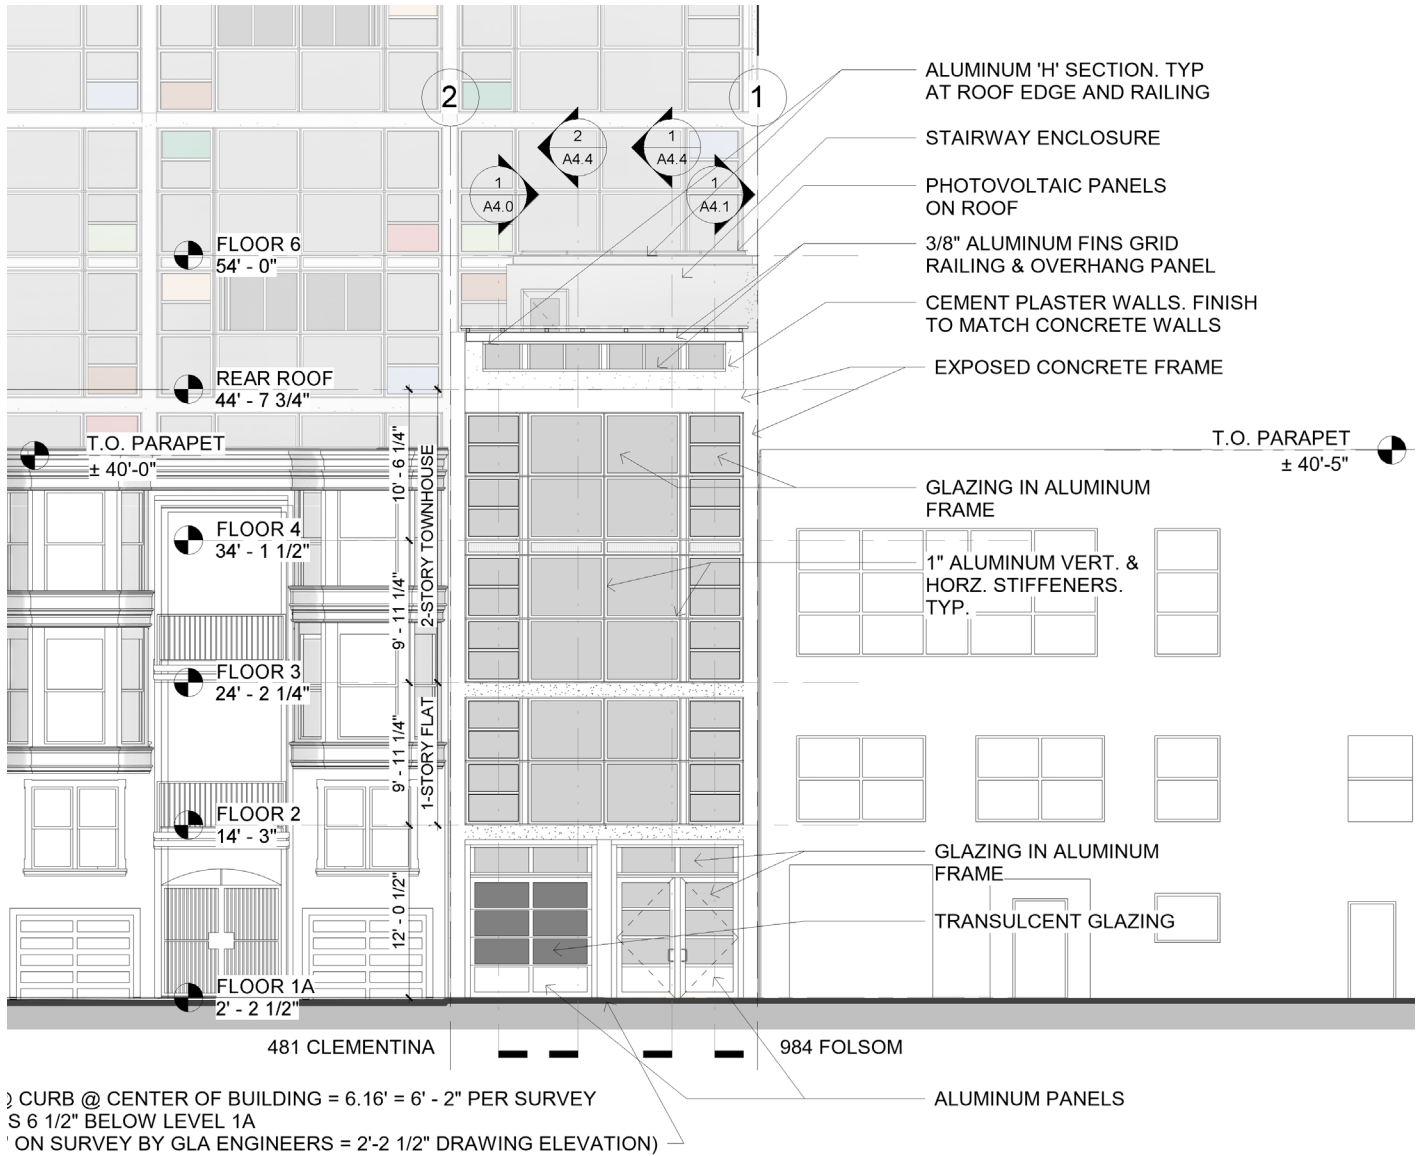 ALUMINUM 'H' SECTION. TYP
AT ROOF EDGE AND RAILING
2
1
2
A4.4
1
A4.4
STAIRWAY ENCLOSURE
1
A4.0
1
A4.1
PHOTOVOLTAIC PANELS
ON ROOF
FLOOR 6
54' - 0"
3/8" ALUMINUM FINS GRID
RAILING & OVERHANG PANEL
CEMENT PLASTER WALLS. FINISH
TO MATCH CONCRETE WALLS
EXPOSED CONCRETE FRAME
REAR ROOF
44' - 7 3/4"
T.O. PARAPET
± 40'-0"
T.O. PARAPET
± 40'-5"
10' - 6 1/4"
2-STORY TOWNHOUSE
GLAZING IN ALUMINUM
FRAME
FLOOR 4
34' - 1 1/2"
1" ALUMINUM VERT. &
HORZ. STIFFENERS.
TYP.
9' - 11 1/4"
FLOOR 3
24' - 2 1/4"
9' - 11 1/4"
1-STORY FLAT
FLOOR 2
14' - 3"
GLAZING IN ALUMINUM
FRAME
12' - 0 1/2"
TRANSULCENT GLAZING
FLOOR 1A
2' - 2 1/2"
481 CLEMENTINA
984 FOLSOM
@ CURB @ CENTER OF BUILDING = 6.16' = 6' - 2" PER SURVEY
S 6 1/2" BELOW LEVEL 1A
' ON SURVEY BY GLA ENGINEERS = 2'-2 1/2" DRAWING ELEVATION)
ALUMINUM PANELS